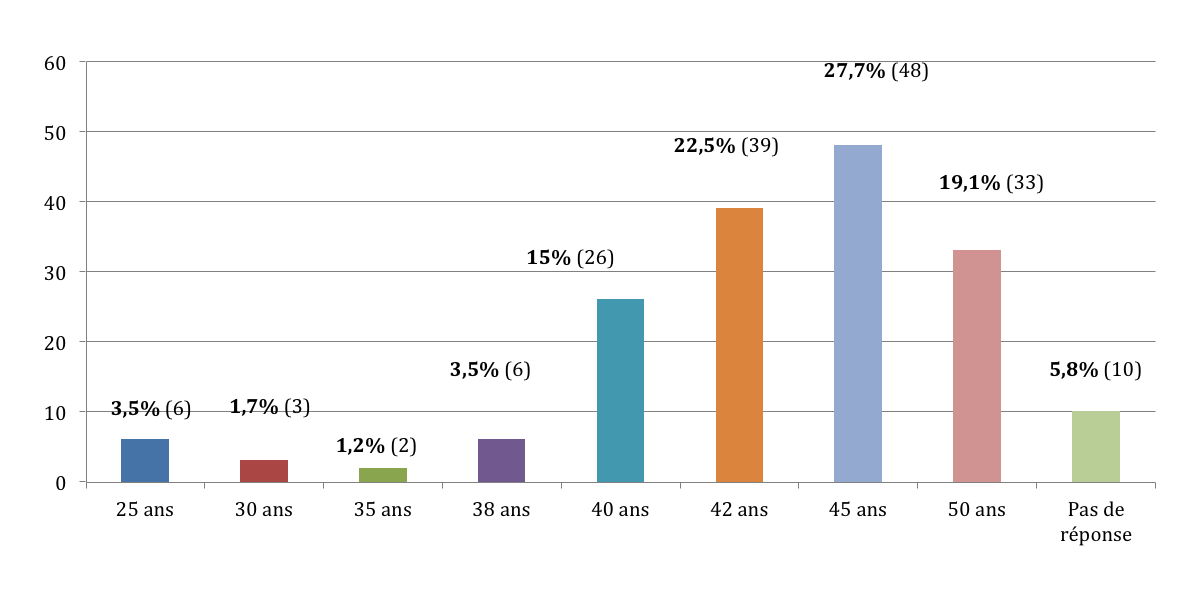 60
50
40
30
20
10
0
3,5% (6)
1,7% (3)
1,2% (2)
3,5% (6)
15% (26)
22,5% (39)
27,7% (48)
19,1% (33)
5,8% (10)
25 ans
30 ans
35 ans
38 ans
40 ans
42 ans
45 ans
50 ans
Pas de
réponse